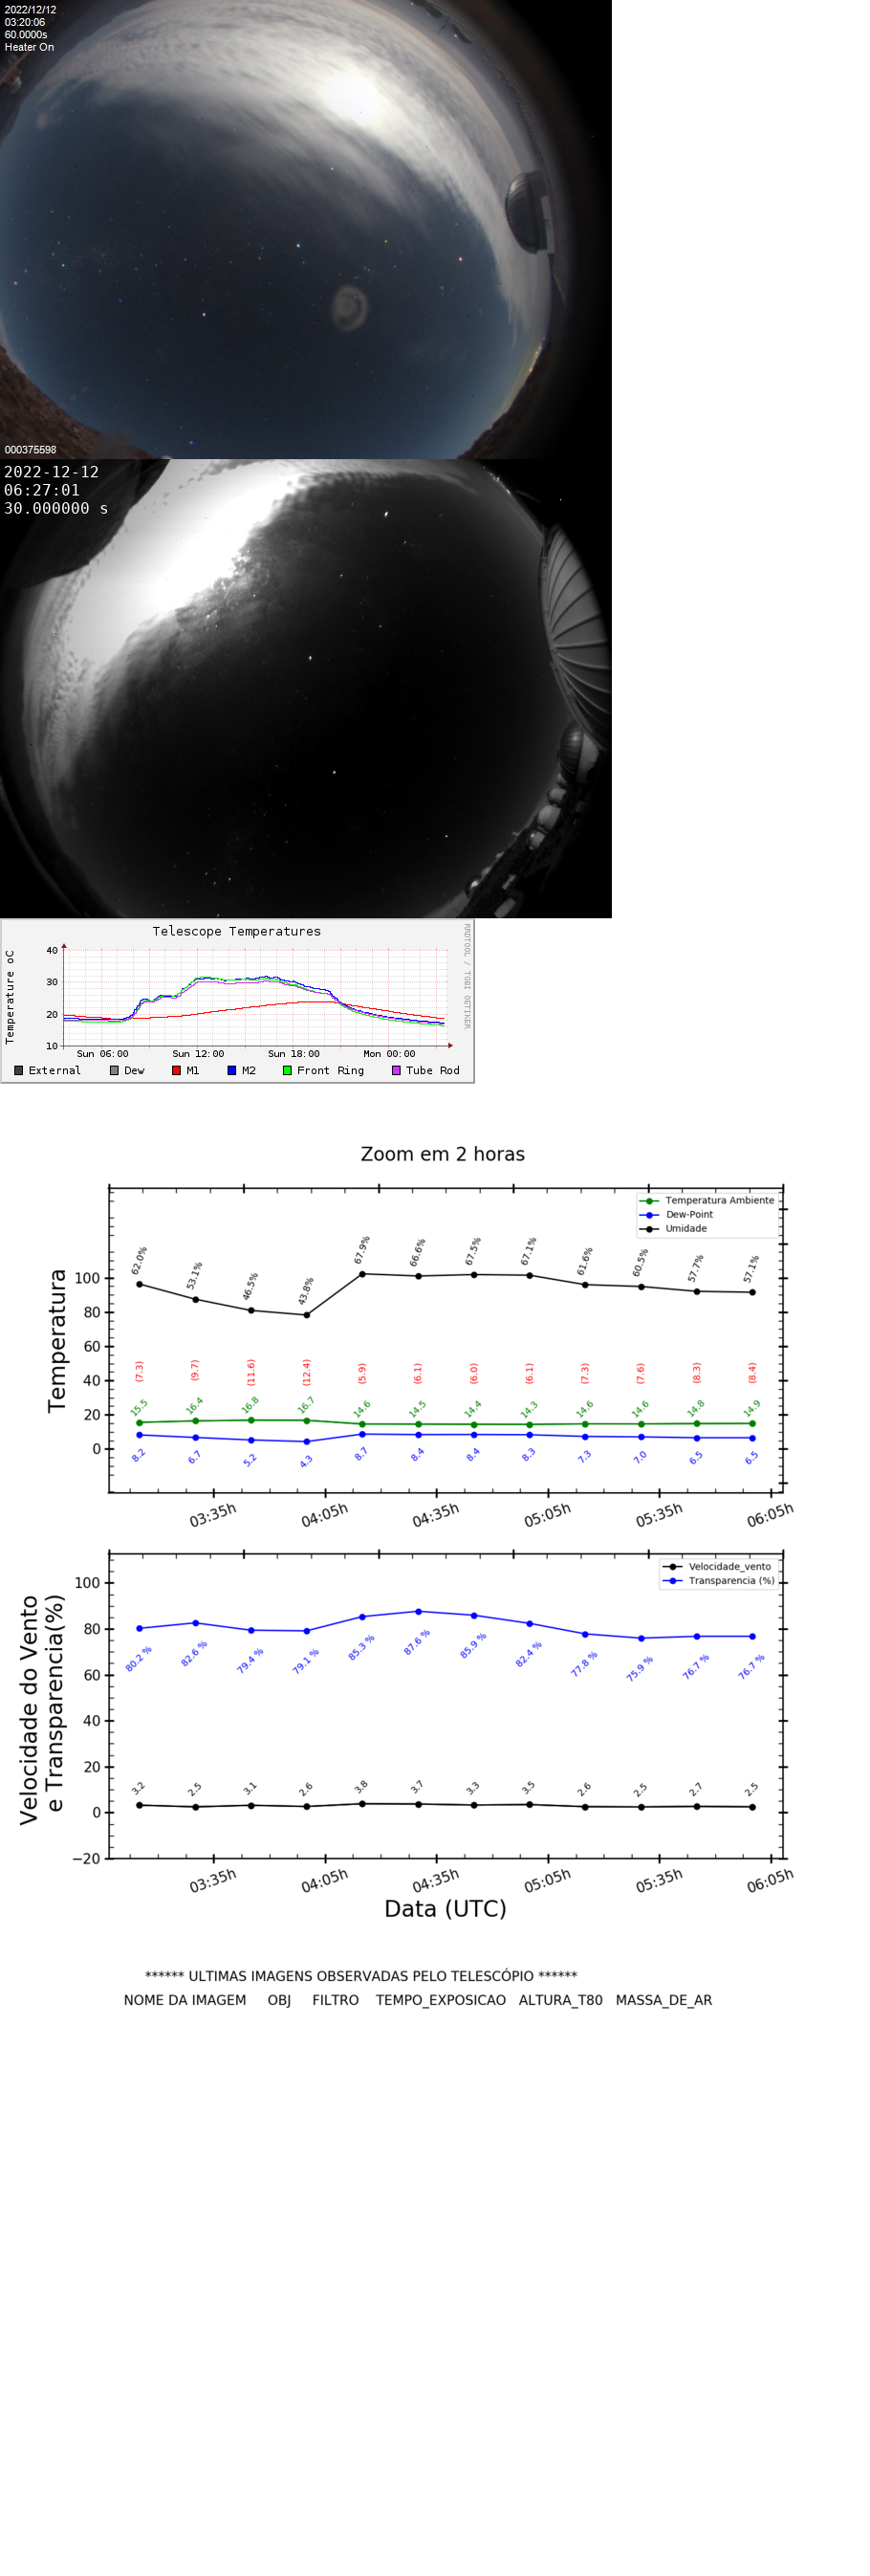 2022/12/12
03:20:06
60.0000s
Heater On
000375598
2022-12-12
06:27:01
30.000000 s
Telescope Temperatures
RRDTOOL / TOBI OETIKER
Temperature oC
40
30
20
10
Sun 06:00 Sun 12:00 Sun 18:00 Mon 00:00
External Dew M1 M2 Front Ring Tube Rod
Zoom em 2 horas
Temperatura Ambiente
Dew-Point
Umidade
Temperatura
100
80
60
40
20
0
62.0% 53.1% 46.5% 43.8% 67.9% 66.6% 67.5% 67.1% 61.6% 60.5% 57.7% 57.1%
(7.3) (9.7) (11.6) (12.4) (5.9) (6.1) (6.0) (6.1) (7.3) (7.6) (8.3) (8.4)
15.5 16.4 16.8 16.7 14.6 14.5 14.4 14.3 14.6 14.6 14.8 14.9
8.2 6.7 5.2 4.3 8.7 8.4 8.4 8.3 7.3 7.0 6.5 6.5
03:35h 04:05h 04:35h 05:05h 05:35h 06:05h
Velocidade_vento
Transparencia (%)
Velocidade do Vento
e Transparencia(%)
100
80
60
40
20
0
−20
80.2 % 82.6 % 79.4 % 79.1 % 85.3 % 87.6 % 85.9 % 82.4 % 77.8 % 75.9 % 76.7 % 76.7 %
3.2 2.5 3.1 2.6 3.8 3.7 3.3 3.5 2.6 2.5 2.7 2.5
03:35h 04:05h 04:35h 05:05h 05:35h 06:05h
Data (UTC)
****** ULTIMAS IMAGENS OBSERVADAS PELO TELESCÓPIO ******
NOME DA IMAGEM OBJ FILTRO TEMPO_EXPOSICAO ALTURA_T80 MASSA_DE_AR